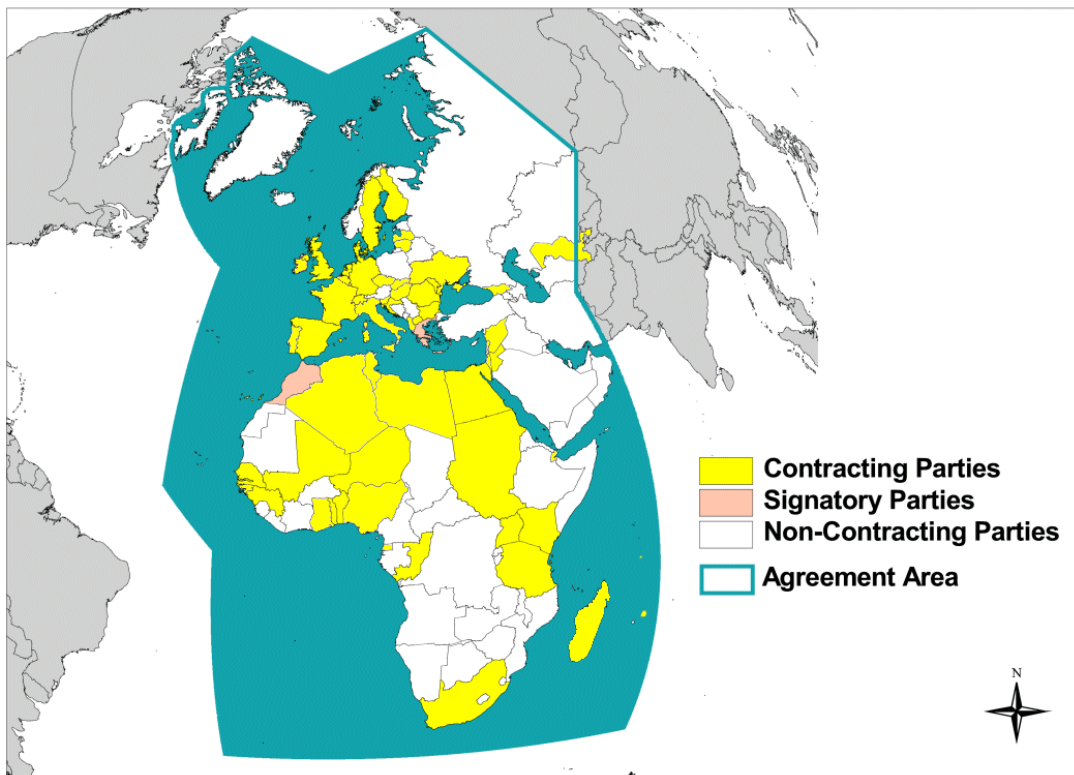 Contracting Parties
Signatory Parties
Non-Contracting Parties
Agreement Area
N